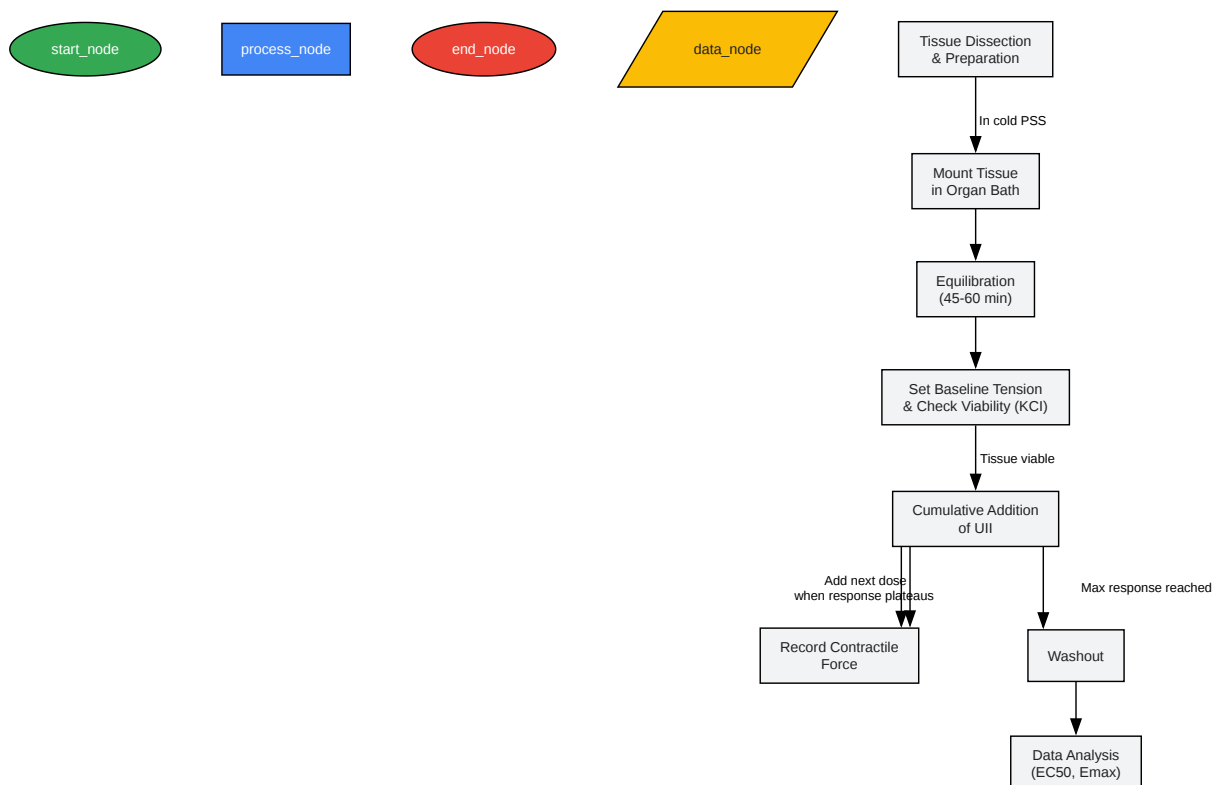 start_node
process_node
end_node
data_node
Tissue Dissection
& Preparation
In cold PSS
Mount Tissue
in Organ Bath
Equilibration
(45-60 min)
Set Baseline Tension
& Check Viability (KCl)
Tissue viable
Cumulative Addition
of UII
Add next dose
when response plateaus
Max response reached
Record Contractile
Force
Washout
Data Analysis
(EC50, Emax)